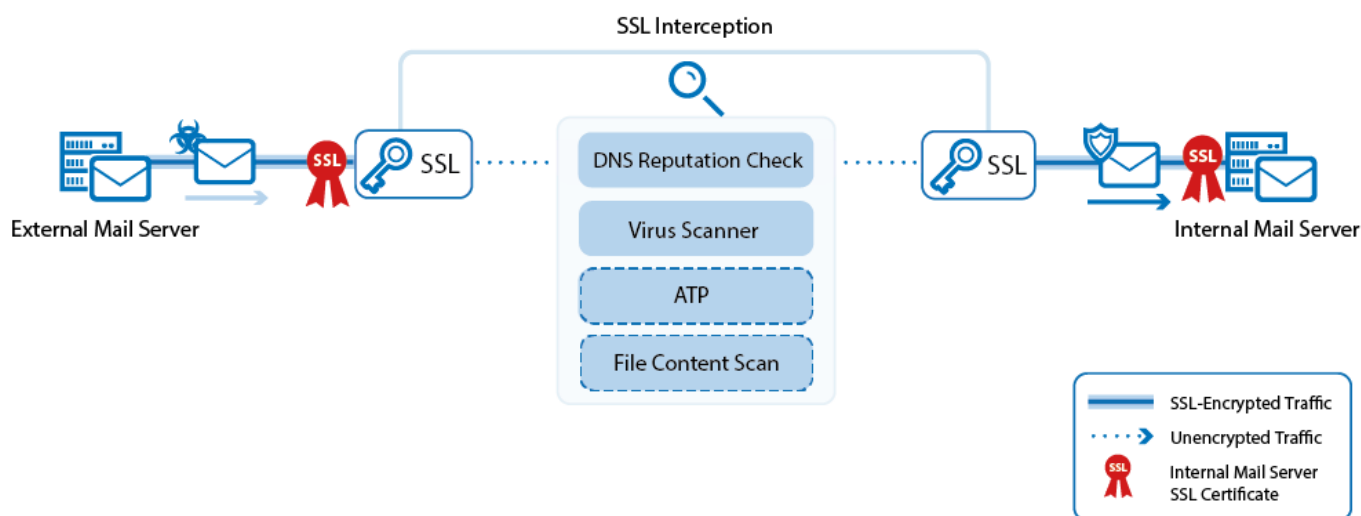 SSL Interception
SSL
SSL
DNS Reputation Check
SSL
SSL
External Mail Server
Virus Scanner
Internal Mail Server
ATP
File Content Scan
SSL-Encrypted Traffic
Unencrypted Traffic
SSL
Internal Mail Server
SSL Certificate